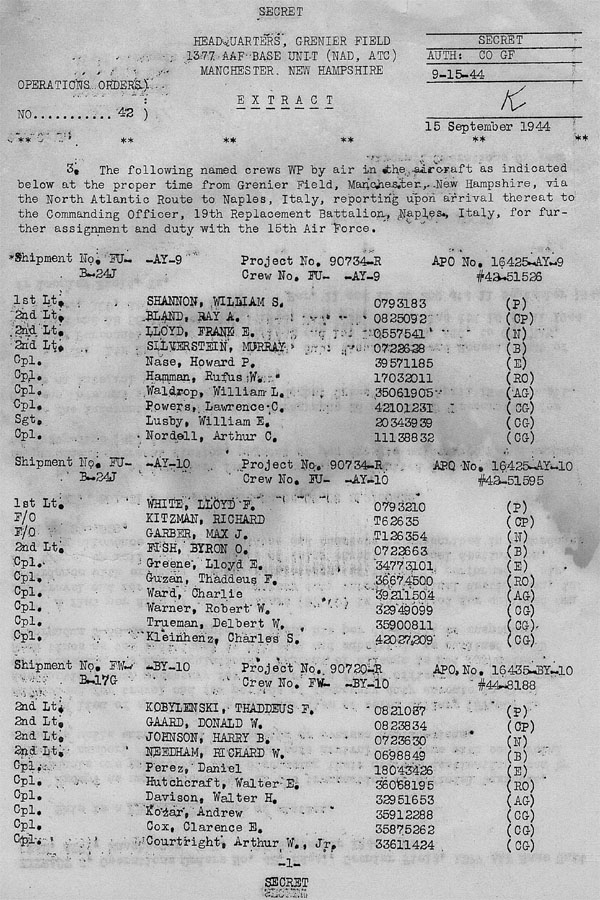 SECRET
HEADQUARTERS, GRENIER FIELD
1377 AAF BASE UNIT (NAD, ATC)
MANCHESTER, NEW HAMPSHIRE
SECRET
AUTH: CO GF
9-15-44
OPERATIONS ORDERS)
:
NO........... 42 )
E X T R A C T
15 September 1944
** ** ** ** ** **
3. The following named crews WP by air in the aircraft as indicated
below at the proper time from Grenier Field, Manchester, New Hampshire, via
the North Atlantic Route to Naples, Italy, reporting upon arrival thereat to
the Commanding Officer, 19th Replacement Battalion, Naples, Italy, for fur-
ther assignment and duty with the 15th Air Force.
Shipment No. FU- -AY-9 Project No. 90734-R APO No. 16425-AY-9
B-24J Crew No. FU- -AY-9 #42-51526
1st Lt. SHANNON, WILLIAM S. 0793183 (P)
2nd Lt. BLAND, RAY A. 0825092 (CP)
2nd Lt. LLOYD, FRANK E. 0557541 (N)
2nd Lt. SILVERSTEIN, MURRAY 0722628 (B)
Cpl. Nase, Howard P. 39571185 (E)
Cpl. Hamman, Rufus W. 17032011 (RO)
Cpl. Waldrop, William L. 35061905 (AG)
Cpl. Powers, Lawrence C. 42101231 (CG)
Sgt. Lusby, William E. 20343939 (CG)
Cpl. Nordell, Arthur C. 11138832 (CG)
Shipment No. FU- -AY-10 Project No. 90734-R APO No. 16425-AY-10
B-24J Crew No. FU- -AY-10 #42-51595
1st Lt. WHITE, LLOYD F. 0793210 (P)
F/O KITZMAN, RICHARD T62635 (CP)
F/O GARBER, MAX J. T126354 (N)
2nd Lt. FISH, BYRON O. 0722663 (B)
Cpl. Greene, Lloyd E. 34773101 (E)
Cpl. Guzan, Thaddeus F. 36674500 (RO)
Cpl. Ward, Charlie 39211504 (AG)
Cpl. Warner, Robert W. 32949099 (CG)
Cpl. Trueman, Delbert W. 35900811 (CG)
Cpl. Kleinhenz, Charles S. 42027209 (CG)
Shipment No. FW- -BY-10 Project No. 90720-R APO No. 16435-BY-10
B-17G Crew No. FW- -BY-10 #44-8188
2nd Lt. KOBYLENSKI, THADDEUS F. 0821087 (P)
2nd Lt. GAARD, DONALD W. 0823834 (CP)
2nd Lt. JOHNSON, HARRY B. 0723630 (N)
2nd Lt. NEEDHAM, RICHARD W. 0698849 (B)
Cpl. Perez, Daniel 18043426 (E)
Cpl. Hutchcraft, Walter E. 36068195 (RO)
Cpl. Davison, Walter H. 32951653 (AG)
Cpl. Kovar, Andrew 35912288 (CG)
Cpl. Cox, Clarence E. 35875262 (CG)
Cpl. Courtright, Arthur W., Jr. 33611424 (CG)
-1-
SECRET